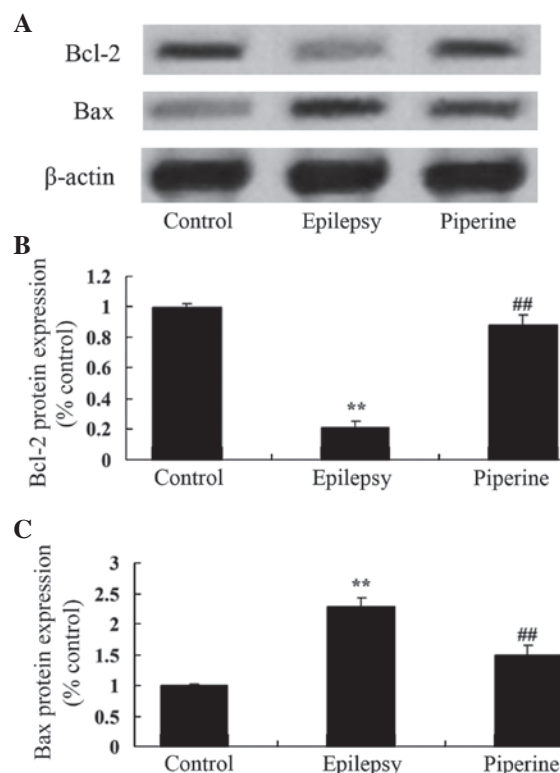 A
Bcl-2
Bax
β-actin
Control Epilepsy Piperine
B
Bcl-2 protein expression
(% control)
1.2
1
0.8
0.6
0.4
0.2
0
**
##
Control Epilepsy Piperine
C
Bax protein expression
(% control)
3
2.5
2
1.5
1
0.5
0
**
##
Control Epilepsy Piperine